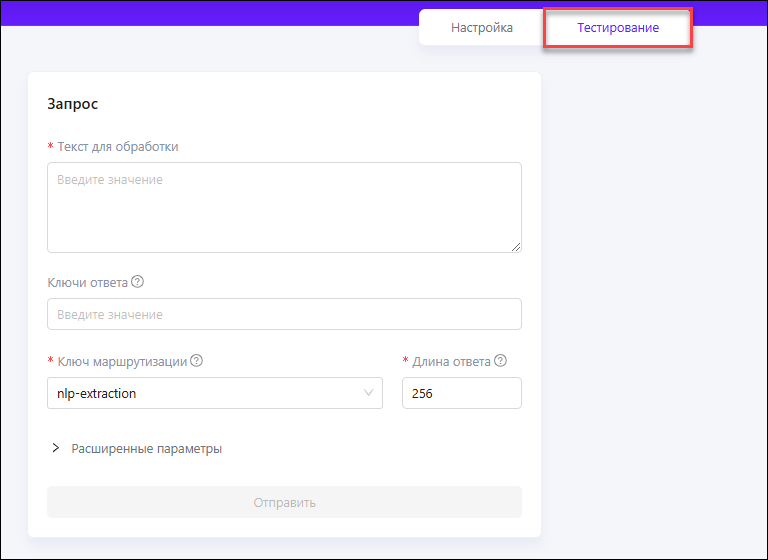 Настройка Тестирование
Запрос
* Текст для обработки
Введите значение
Ключи ответа ?
Введите значение
* Ключ маршрутизации ? * Длина ответа ?
nlp-extraction 256
Расширенные параметры
Отправить